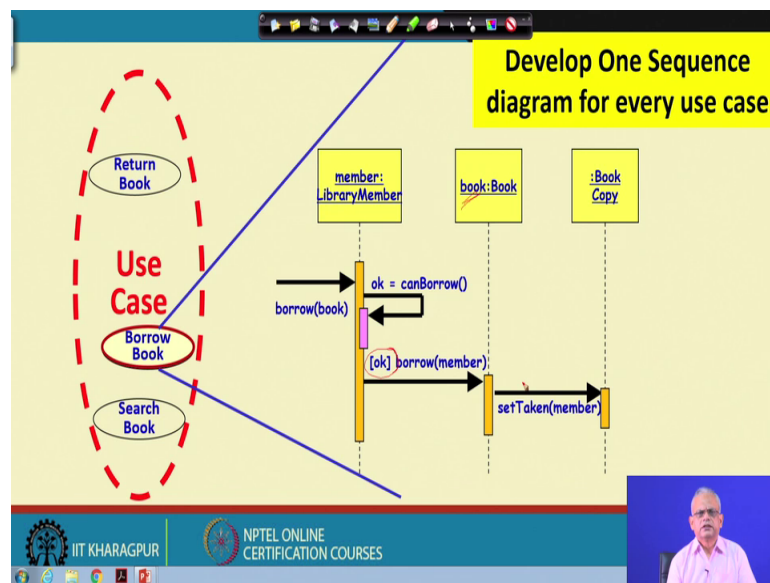 Develop One Sequence
diagram for every use case
Return
Book
Use
Case
Borrow
Book
Search
Book
member:
LibraryMember
book:Book
:Book
Copy
ok = canBorrow()
borrow(book)
[ok] borrow(member)
setTaken(member)
IIT KHARAGPUR
NPTEL ONLINE
CERTIFICATION COURSES